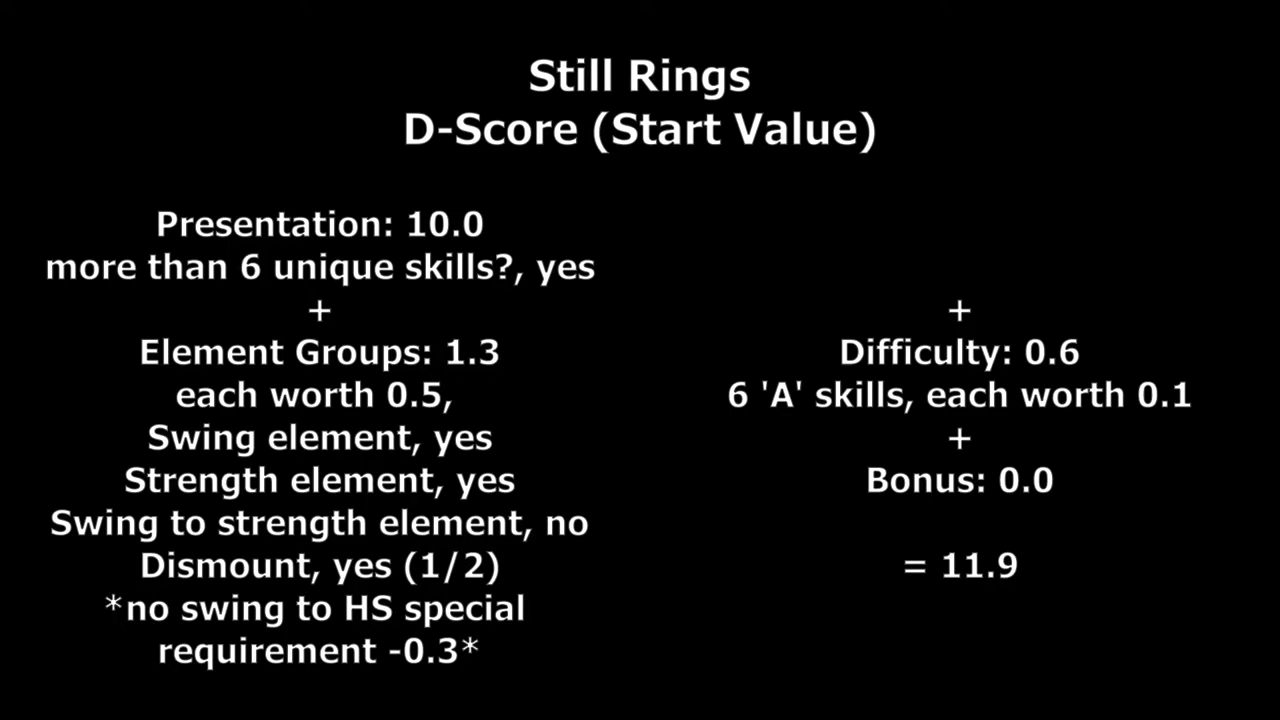 Still Rings
D-Score (Start Value)
Presentation: 10.0
more than 6 unique skills?, yes
+
Element Groups: 1.3
each worth 0.5,
Swing element, yes
Strength element, yes
Swing to strength element, no
Dismount, yes (1/2)
*no swing to HS special
requirement -0.3*
+
Difficulty: 0.6
6 'A' skills, each worth 0.1
+
Bonus: 0.0
= 11.9